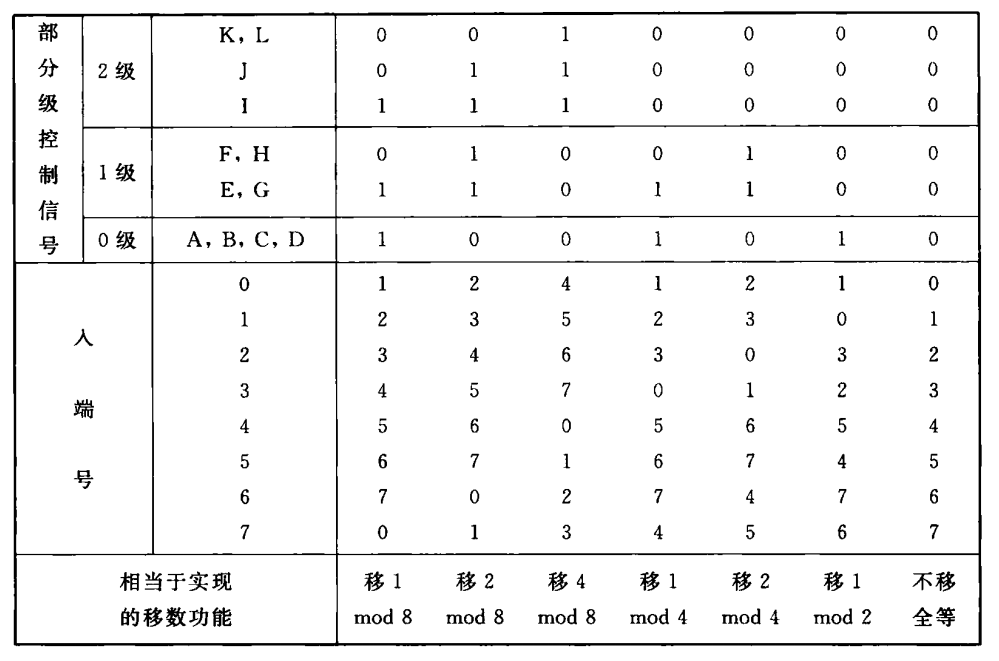 部分级控制信号
2 级
K, L 0 0 1 0 0 0 0
J 0 1 1 0 0 0 0
I 1 1 1 0 0 0 0
1 级
F, H 0 1 0 0 1 0 0
E, G 1 1 0 1 1 0 0
0 级 A, B, C, D 1 0 0 1 0 1 0
入端号
0 1 2 4 1 2 1 0
1 2 3 5 2 3 0 1
2 3 4 6 3 0 3 2
3 4 5 7 0 1 2 3
4 5 6 0 5 6 5 4
5 6 7 1 6 7 4 5
6 7 0 2 7 4 7 6
7 0 1 3 4 5 6 7
相当于实现 移 1 移 2 移 4 移 1 移 2 移 1 不移
的移数功能 mod 8 mod 8 mod 8 mod 4 mod 4 mod 2 全等